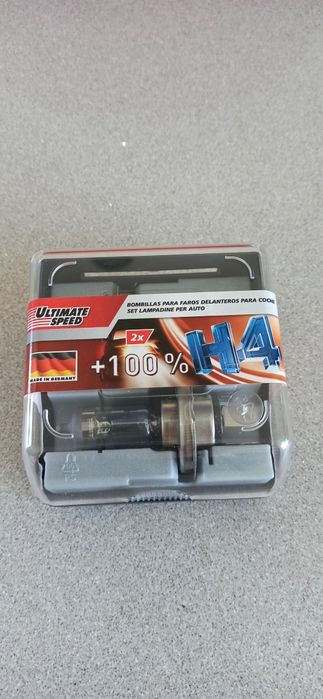 ULTIMATE
SPEED
BOMBILLAS PARA FAROS DELANTEROS PARA COCHE
SET LAMPADINE PER AUTO
2x
+100 %
H4
MADE IN GERMANY